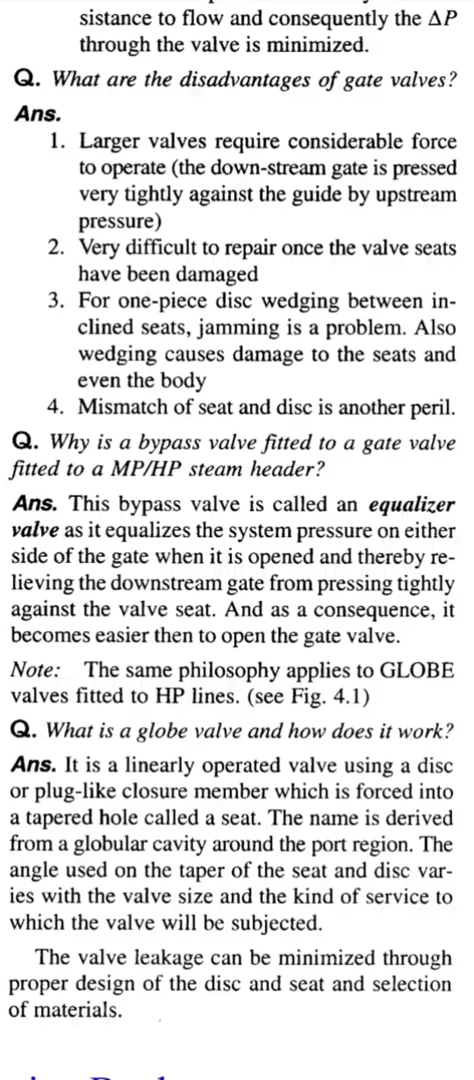 sistance to flow and consequently the ΔP
through the valve is minimized.
Q. What are the disadvantages of gate valves?
Ans.
1. Larger valves require considerable force
to operate (the down-stream gate is pressed
very tightly against the guide by upstream
pressure)
2. Very difficult to repair once the valve seats
have been damaged
3. For one-piece disc wedging between in-
clined seats, jamming is a problem. Also
wedging causes damage to the seats and
even the body
4. Mismatch of seat and disc is another peril.
Q. Why is a bypass valve fitted to a gate valve
fitted to a MP/HP steam header?
Ans. This bypass valve is called an equalizer
valve as it equalizes the system pressure on either
side of the gate when it is opened and thereby re-
lieving the downstream gate from pressing tightly
against the valve seat. And as a consequence, it
becomes easier then to open the gate valve.
Note: The same philosophy applies to GLOBE
valves fitted to HP lines. (see Fig. 4.1)
Q. What is a globe valve and how does it work?
Ans. It is a linearly operated valve using a disc
or plug-like closure member which is forced into
a tapered hole called a seat. The name is derived
from a globular cavity around the port region. The
angle used on the taper of the seat and disc var-
ies with the valve size and the kind of service to
which the valve will be subjected.
The valve leakage can be minimized through
proper design of the disc and seat and selection
of materials.